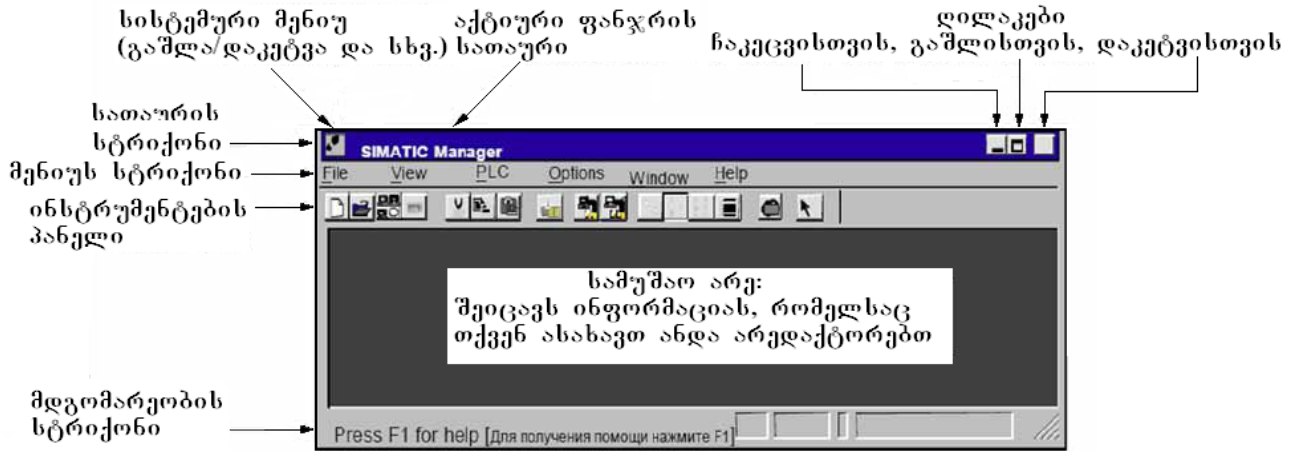 სისტემური მენიუ
(გაშლა/დაკეტვა და სხვ.)
აქტიური ფანჯრის
სათაური
ღილაკები
ჩაკეცვისთვის, გაშლისთვის, დაკეტვისთვის
სათაურის
სტრიქონი
SIMATIC Manager
მენიუს სტრიქონი
File View PLC Options Window Help
ინსტრუმენტების
პანელი
სამუშაო არე:
შეიცავს ინფორმაციას, რომელსაც
თქვენ ასახავთ ანდა არედაქტორებთ
მდგომარეობის
სტრიქონი
Press F1 for help [Для получения помощи нажмите F1]